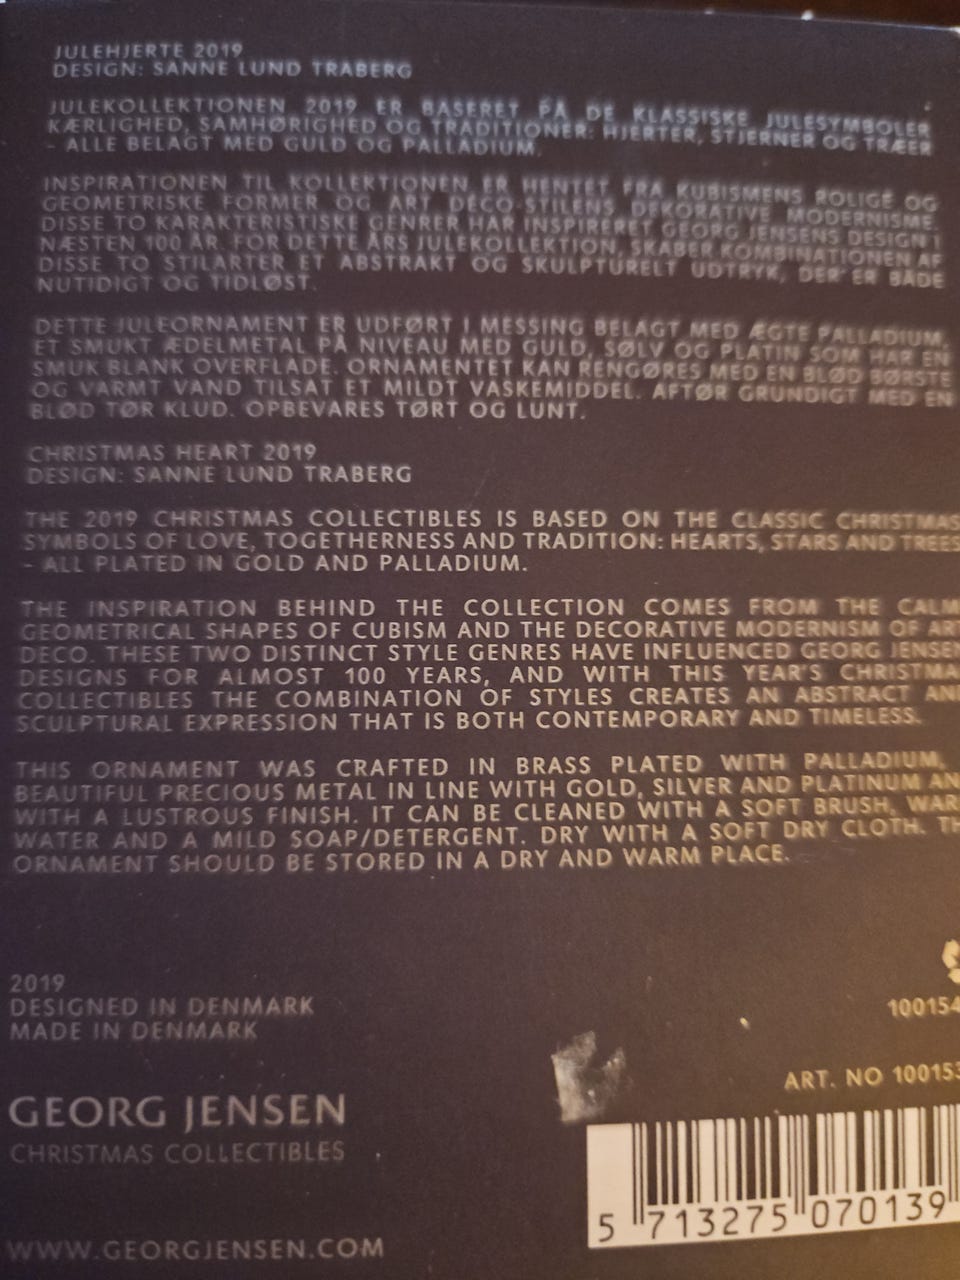 JULEHJERTE 2019
DESIGN: SANNE LUND TRABERG
JULEKOLLEKTIONEN 2019 ER BASERET PÅ DE KLASSISKE JULESYMBOLER
KÆRLIGHED, SAMHØRIGHED OG TRADITIONER: HJERTER, STJERNER OG TRÆER
- ALLE BELAGT MED GULD OG PALLADIUM.
INSPIRATIONEN TIL KOLLEKTIONEN ER HENTET FRA KUBISMENS ROLIGE OG
GEOMETRISKE FORMER OG ART DECO-STILENS DEKORATIVE MODERNISME.
DISSE TO KARAKTERISTISKE GENRER HAR INSPIRERET GEORG JENSENS DESIGN I
NÆSTEN 100 ÅR. FOR DETTE ÅRS JULEKOLLEKTION, SKABER KOMBINATIONEN AF
DISSE TO STILARTER ET ABSTRAKT OG SKULPTURELT UDTRYK, DER ER BÅDE
NUTIDIGT OG TIDLØST.
DETTE JULEORNAMENT ER UDFØRT I MESSING BELAGT MED ÆGTE PALLADIUM,
ET SMUKT ÆDELMETAL PÅ NIVEAU MED GULD, SØLV OG PLATIN SOM HAR EN
SMUK BLANK OVERFLADE. ORNAMENTET KAN RENGØRES MED EN BLØD BØRSTE
OG VARMT VAND TILSAT ET MILDT VASKEMIDDEL. AFTØR GRUNDIGT MED EN
BLØD TØR KLUD. OPBEVARES TØRT OG LUNT.
CHRISTMAS HEART 2019
DESIGN: SANNE LUND TRABERG
THE 2019 CHRISTMAS COLLECTIBLES IS BASED ON THE CLASSIC CHRISTMAS
SYMBOLS OF LOVE, TOGETHERNESS AND TRADITION: HEARTS, STARS AND TREES
- ALL PLATED IN GOLD AND PALLADIUM.
THE INSPIRATION BEHIND THE COLLECTION COMES FROM THE CALM
GEOMETRICAL SHAPES OF CUBISM AND THE DECORATIVE MODERNISM OF AR
DECO. THESE TWO DISTINCT STYLE GENRES HAVE INFLUENCED GEORG JENSEN
DESIGNS FOR ALMOST 100 YEARS, AND WITH THIS YEAR'S CHRISTMA
COLLECTIBLES THE COMBINATION OF STYLES CREATES AN ABSTRACT AN
SCULPTURAL EXPRESSION THAT IS BOTH CONTEMPORARY AND TIMELESS.
THIS ORNAMENT WAS CRAFTED IN BRASS PLATED WITH PALLADIUM,
BEAUTIFUL PRECIOUS METAL IN LINE WITH GOLD, SILVER AND PLATINUM AN
WITH A LUSTROUS FINISH. IT CAN BE CLEANED WITH A SOFT BRUSH, WAR
WATER AND A MILD SOAP/DETERGENT. DRY WITH A SOFT DRY CLOTH. TH
ORNAMENT SHOULD BE STORED IN A DRY AND WARM PLACE.
2019
DESIGNED IN DENMARK
MADE IN DENMARK
100154
ART. NO 100153
GEORG JENSEN
CHRISTMAS COLLECTIBLES
5 713275 070139
WWW.GEORGJENSEN.COM